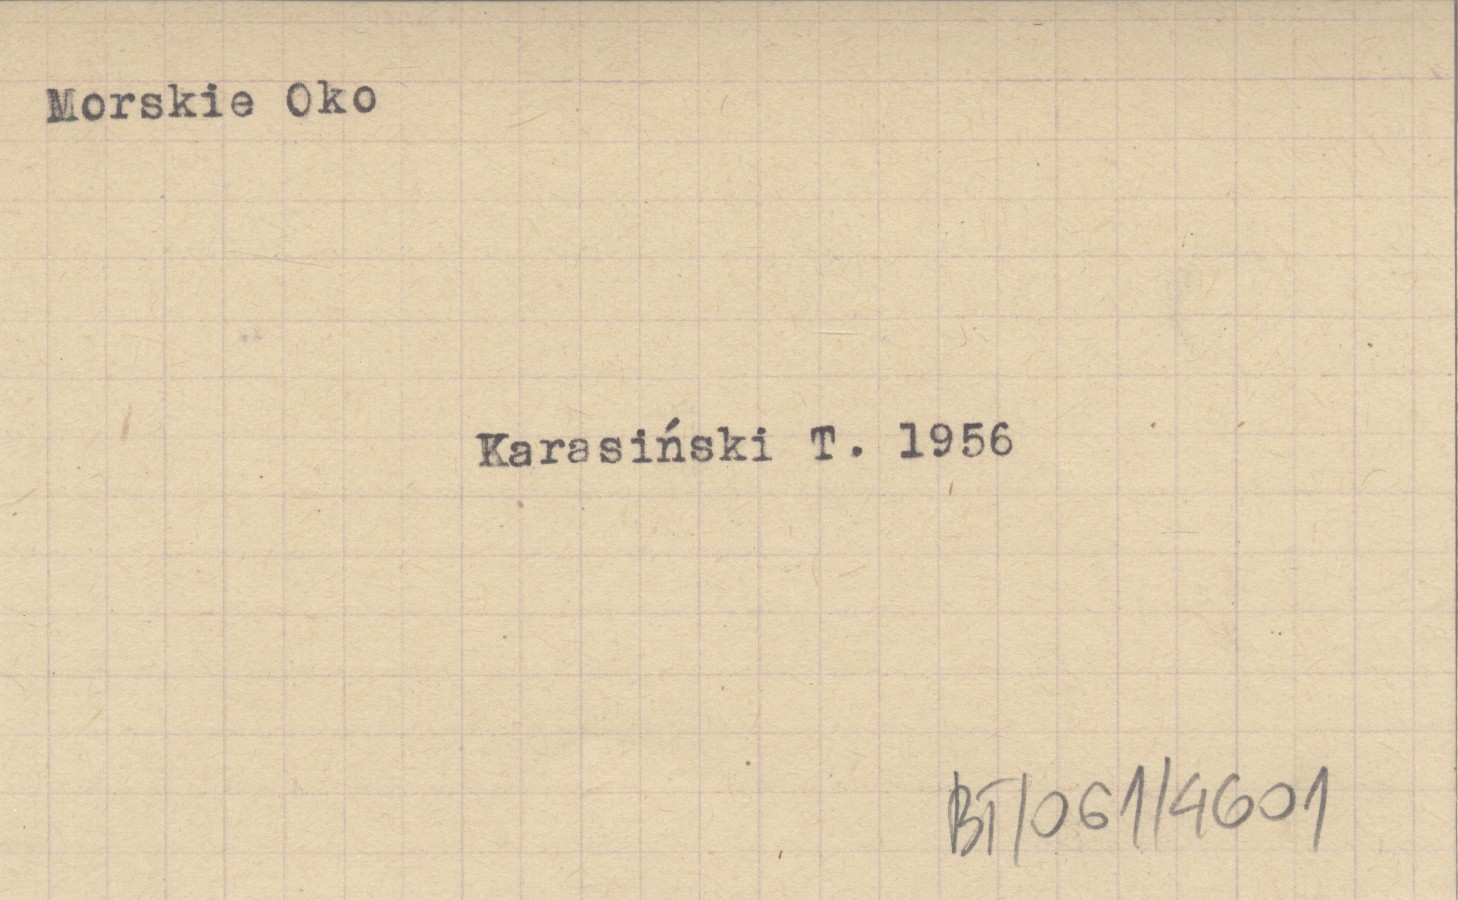 Morskie Oko
Karasiński T. 1956
BT/061/4601